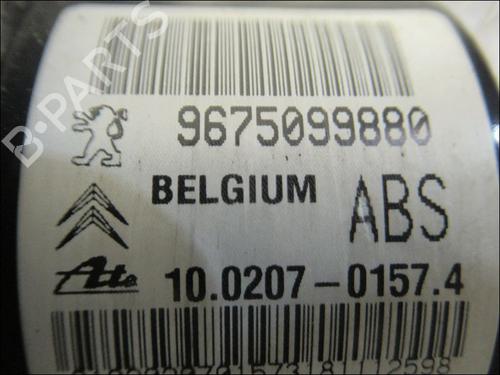 B-PARTS
9675099880
BELGIUM
ABS
Ate
10.0207-0157.4